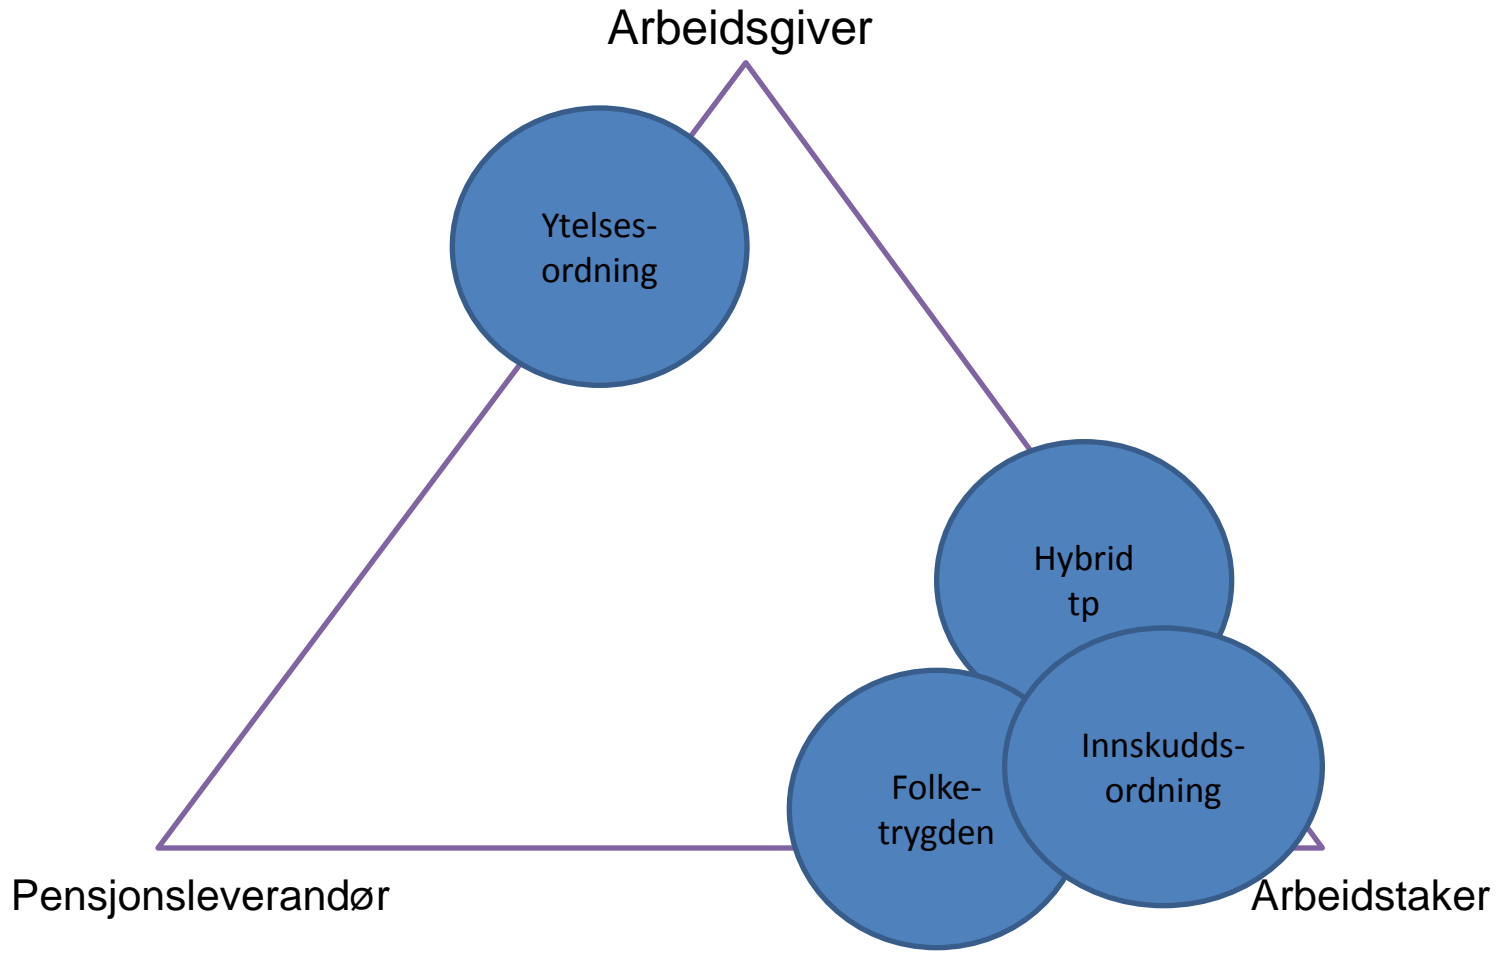 Arbeidsgiver
Ytelses-
ordning
Hybrid
tp
Innskudds-
ordning
Folke-
trygden
Pensjonsleverandør
Arbeidstaker